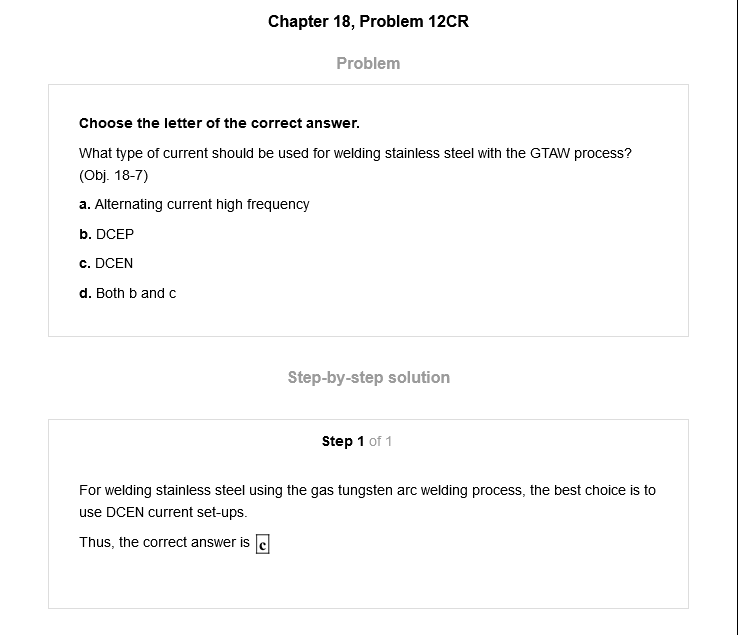 Chapter 18, Problem 12CR
Problem
Choose the letter of the correct answer.
What type of current should be used for welding stainless steel with the GTAW process?
(Obj. 18-7)
a. Alternating current high frequency
b. DCEP
c. DCEN
d. Both b and c
Step-by-step solution
Step 1 of 1
For welding stainless steel using the gas tungsten arc welding process, the best choice is to
use DCEN current set-ups.
Thus, the correct answer is c